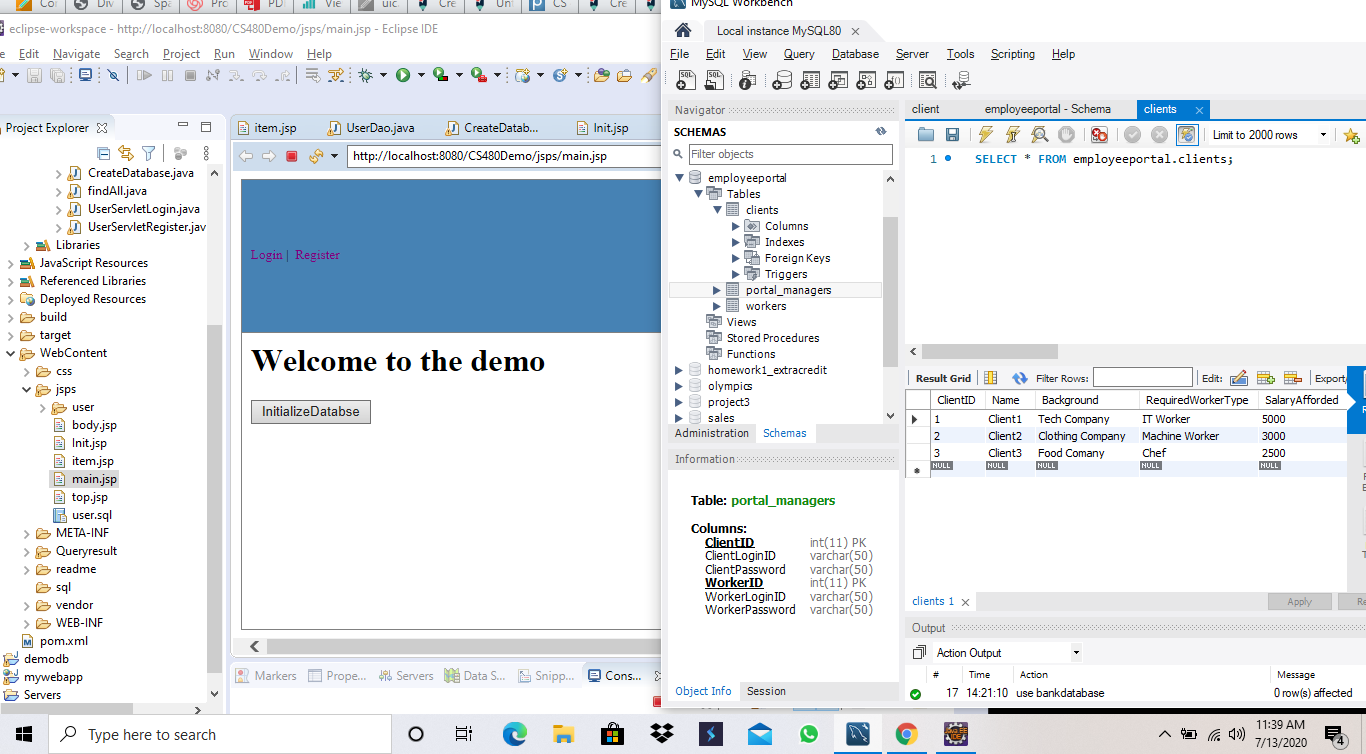 Cor
Div
Spa
Pro
PD
Vie
uic
Cre
Unt
CS
Cre
eclipse-workspace - http://localhost:8080/CS480Demo/jsps/main.jsp - Eclipse IDE
Edit Navigate Search Project Run Window Help
Project Explorer
CreateDatabase.java
findAll.java
UserServletLogin.java
UserServletRegister.jav
Libraries
JavaScript Resources
Referenced Libraries
Deployed Resources
build
target
WebContent
css
jsps
user
body.jsp
Init.jsp
item.jsp
main.jsp
top.jsp
user.sql
META-INF
Queryresult
readme
sql
vendor
WEB-INF
pom.xml
demodb
mywebapp
Servers
item.jsp UserDao.java CreateDatab... Init.jsp
http://localhost:8080/CS480Demo/jsps/main.jsp
Login | Register
Welcome to the demo
InitializeDatabse
Markers Prope... Servers Data S... Snipp... Cons...
MySQL Workbench
Local instance MySQL80
File Edit View Query Database Server Tools Scripting Help
Navigator
SCHEMAS
Filter objects
employeeportal
Tables
clients
Columns
Indexes
Foreign Keys
Triggers
portal_managers
workers
Views
Stored Procedures
Functions
homework1_extracredit
olympics
project3
sales
Administration Schemas
Information
Table: portal_managers
Columns:
ClientID int(11) PK
ClientLoginID varchar(50)
ClientPassword varchar(50)
WorkerID int(11) PK
WorkerLoginID varchar(50)
WorkerPassword varchar(50)
Object Info Session
client employeeportal - Schema clients
Limit to 2000 rows
1 SELECT * FROM employeeportal.clients;
Result Grid Filter Rows: Edit: Export/
ClientID Name Background RequiredWorkerType SalaryAfforded
1 Client1 Tech Company IT Worker 5000
2 Client2 Clothing Company Machine Worker 3000
3 Client3 Food Comany Chef 2500
NULL NULL NULL NULL NULL
clients 1
Apply Re
Output
Action Output
# Time Action Message
17 14:21:10 use bankdatabase 0 row(s) affected
Type here to search
11:39 AM
7/13/2020
4